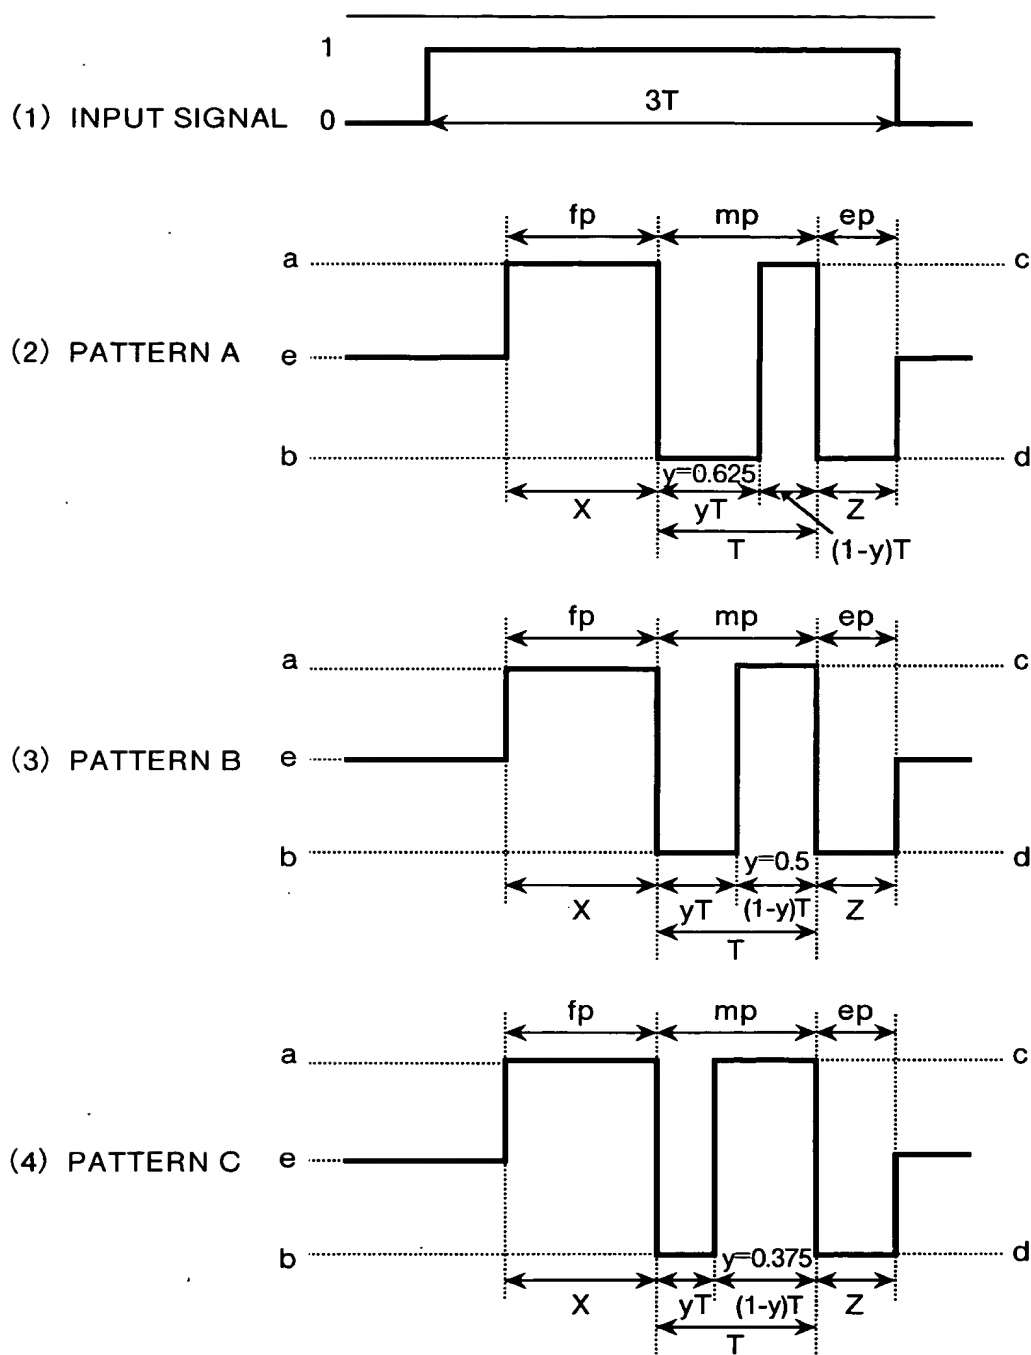 1
(1) INPUT SIGNAL 0
3T
fp mp ep
a c
(2) PATTERN A e
b d
y=0.625
X yT Z
T (1-y)T
fp mp ep
a c
(3) PATTERN B e
b d
y=0.5
X yT (1-y)T Z
T
fp mp ep
a c
(4) PATTERN C e
b d
y=0.375
X yT (1-y)T Z
T